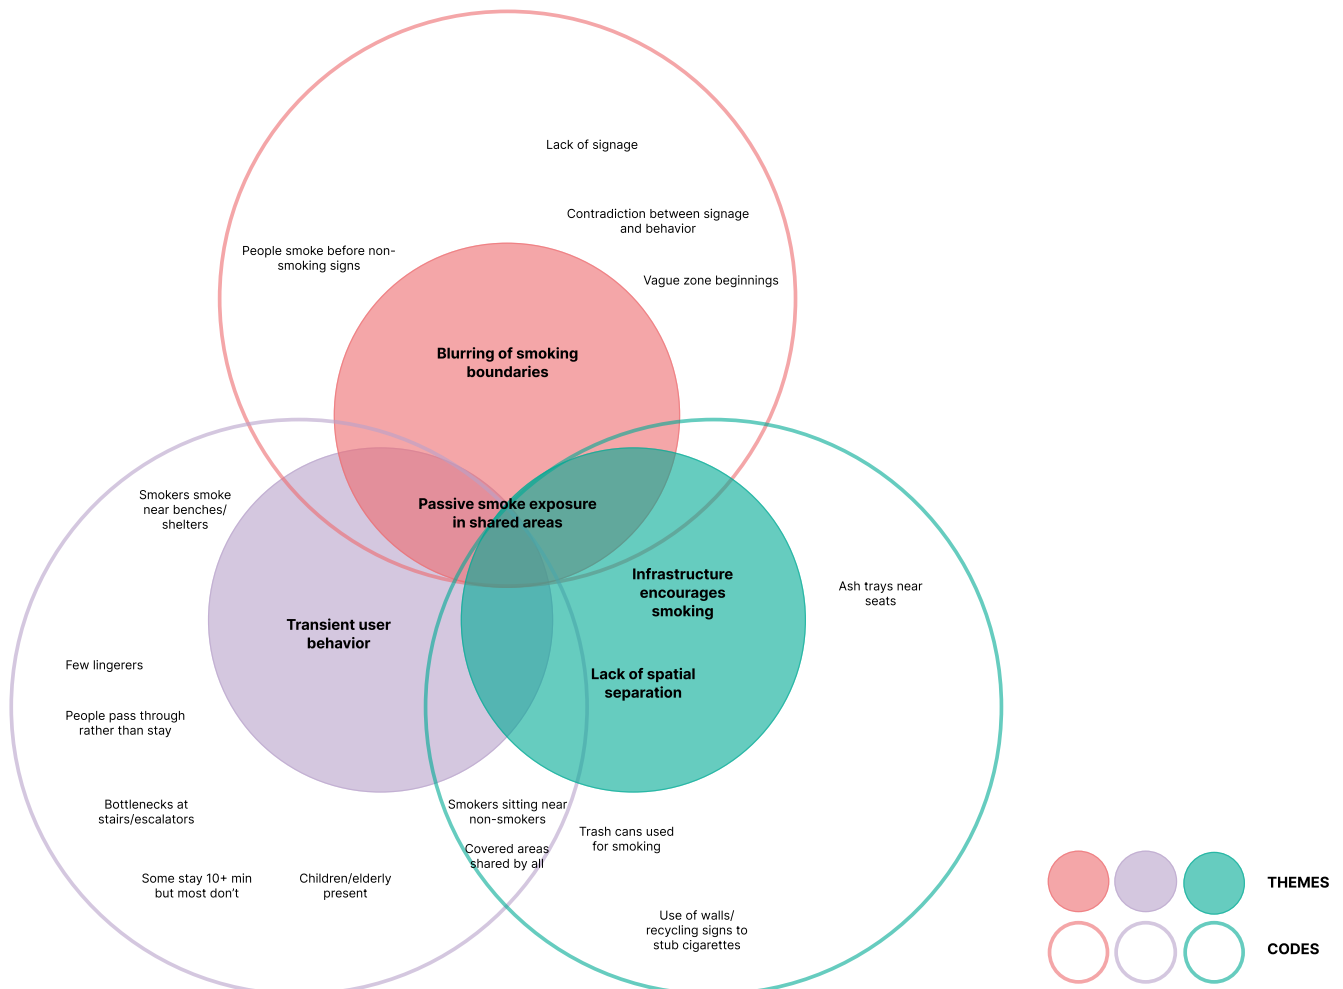 Lack of signage
Contradiction between signage
and behavior
People smoke before non-
smoking signs
Vague zone beginnings
Blurring of smoking
boundaries
Smokers smoke
near benches/
shelters
Passive smoke exposure
in shared areas
Infrastructure
encourages
smoking
Ash trays near
seats
Transient user
behavior
Few lingerers
Lack of spatial
separation
People pass through
rather than stay
Bottlenecks at
stairs/escalators
Smokers sitting near
non-smokers
Trash cans used
for smoking
Covered areas
shared by all
Some stay 10+ min
but most don’t
Children/elderly
present
Use of walls/
recycling signs to
stub cigarettes
THEMES
CODES